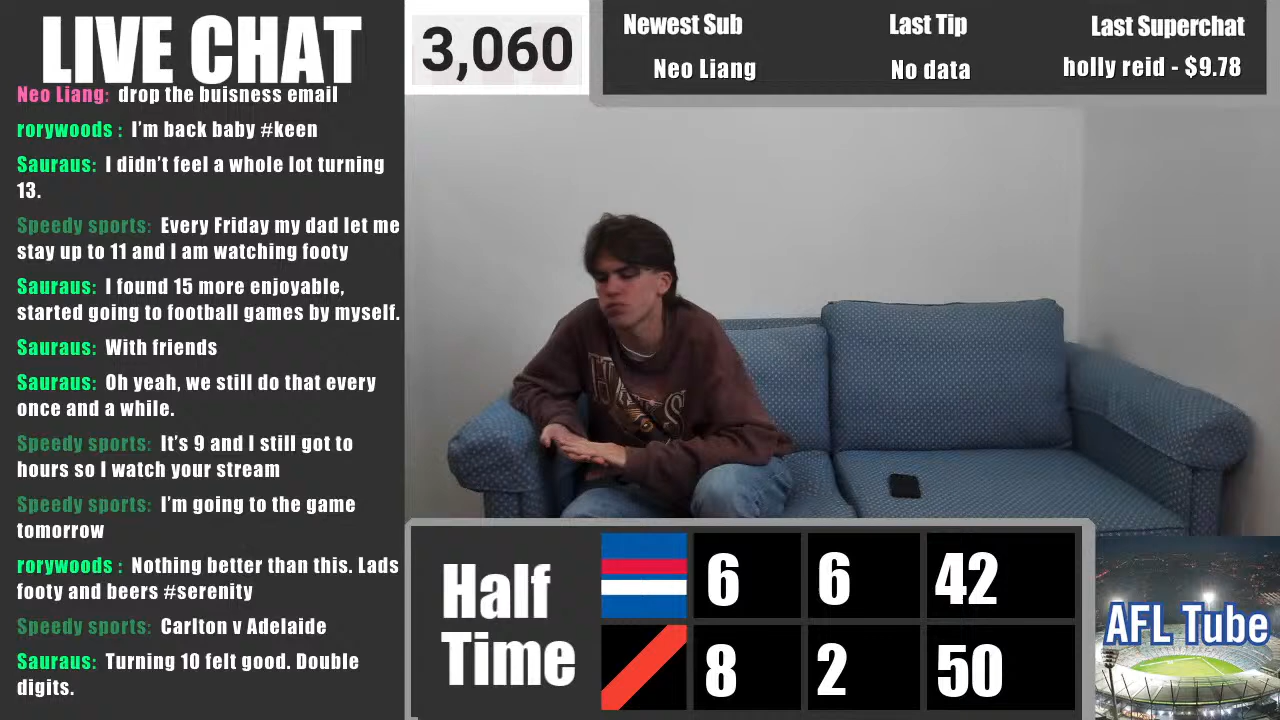 LIVE CHAT
Neo Liang: drop the buisness email
rorywoods : I'm back baby #keen
Sauraus: I didn't feel a whole lot turning
13.
Speedy sports: Every Friday my dad let me
stay up to 11 and I am watching footy
Sauraus: I found 15 more enjoyable,
started going to football games by myself.
Sauraus: With friends
Sauraus: Oh yeah, we still do that every
once and a while.
Speedy sports: It's 9 and I still got to
hours so I watch your stream
Speedy sports: I'm going to the game
tomorrow
rorywoods : Nothing better than this. Lads
footy and beers #serenity
Speedy sports: Carlton v Adelaide
Sauraus: Turning 10 felt good. Double
digits.
3,060
Newest Sub
Neo Liang
Last Tip
No data
Last Superchat
holly reid - $9.78
Half
Time
6 6 42
8 2 50
AFL Tube